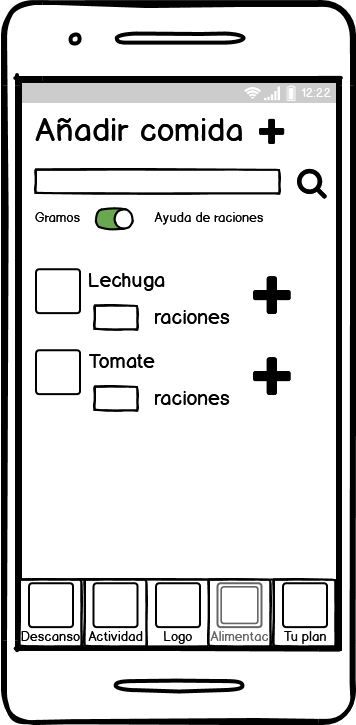 12:22
Añadir comida
Gramos Ayuda de raciones
Lechuga
raciones
Tomate
raciones
Descanso Actividad Logo Alimentac Tu plan